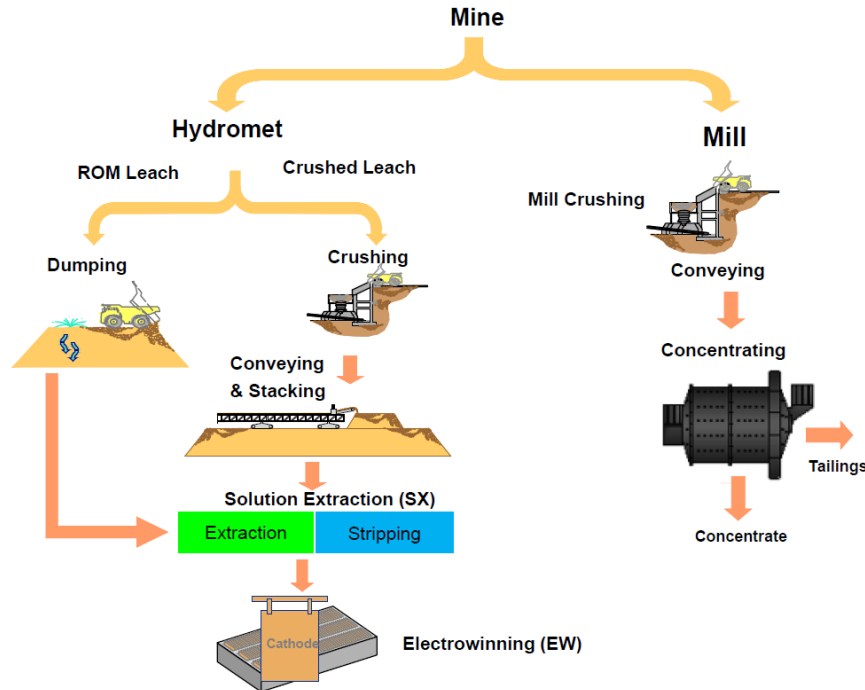 Mine
Hydromet
Mill
ROM Leach
Crushed Leach
Mill Crushing
Dumping
Crushing
Conveying
Conveying
& Stacking
Concentrating
Tailings
Solution Extraction (SX)
Extraction
Stripping
Concentrate
Cathode
Electrowinning (EW)